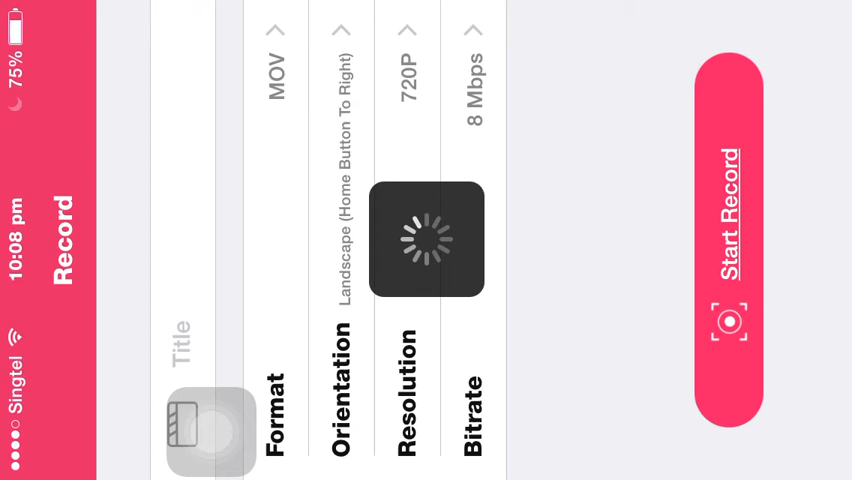 Singtel 10:08 pm 75%
Record
Title
Format MOV
Orientation Landscape (Home Button To Right)
Resolution 720P
Bitrate 8 Mbps
Start Record